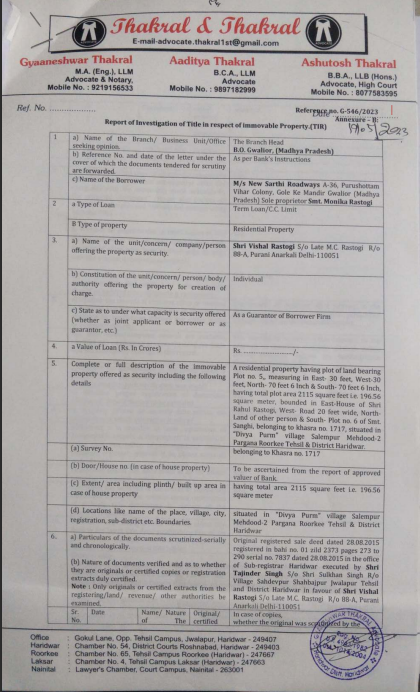 Thakral & Thakral
E-mail-advocate.thakral1st@gmail.com
Gyaaneshwar Thakral
M.A. (Eng.), LLM
Advocate & Notary,
Mobile No. : 9219156533
Aaditya Thakral
B.C.A., LLM
Advocate
Mobile No. : 9897182999
Ashutosh Thakral
B.B.A., LLB (Hons.)
Advocate, High Court
Mobile No. : 8077583595
Ref. No. ..................
Reference no. G-546/2023
Date
Annexure - B:
19/05/2023
Report of Investigation of Title in respect of immovable Property.(TIR)
1
a) Name of the Branch/ Business Unit/Office
seeking opinion.
The Branch Head
B.O. Gwalior, (Madhya Pradesh)
b) Reference No. and date of the letter under the
cover of which the documents tendered for scrutiny
are forwarded.
As per Bank's Instructions
c) Name of the Borrower
M/s New Sarthi Roadways A-36, Purushottam
Vihar Colony, Gole Ke Mandir Gwalior (Madhya
Pradesh) Sole proprietor Smt. Monika Rastogi
2
a Type of Loan
Term Loan/C.C. Limit
B Type of property
Residential Property
3.
a) Name of the unit/concern/ company/person
offering the property as security.
Shri Vishal Rastogi S/o Late M.C. Rastogi R/o
88-A, Purani Anarkali Delhi-110051
b) Constitution of the unit/concern/ person/ body/
authority offering the property for creation of
charge.
Individual
c) State as to under what capacity is security offered
(whether as joint applicant or borrower or as
guarantor, etc.)
As a Guarantor of Borrower Firm
4.
a Value of Loan (Rs. In Crores)
Rs. ...................../-
5.
Complete or full description of the immovable
property offered as security including the following
details
A residential property having plot of land bearing
Plot no. 5., measuring in East- 30 feet, West-30
feet, North- 70 feet 6 Inch & South- 70 feet 6 Inch,
having total plot area 2115 square feet i.e. 196.56
square meter, bounded in East-House of Shri
Rahul Rastogi, West- Road 20 feet wide, North-
Land of other person & South- Plot no. 6 of Smt.
Sanghi, belonging to khasra no. 1717, situated in
"Divya Purm" village Salempur Mehdood-2
Pargana Roorkee Tehsil & District Haridwar.
(a) Survey No.
belonging to Khasra no. 1717
(b) Door/House no. (in case of house property)
To be ascertained from the report of approved
valuer of Bank.
(c) Extent/ area including plinth/ built up area in
case of house property
having total area 2115 square feet i.e. 196.56
square meter
(d) Locations like name of the place, village, city,
registration, sub-district etc. Boundaries.
situated in "Divya Purm" village Salempur
Mehdood-2 Pargana Roorkee Tehsil & District
Haridwar
6.
a) Particulars of the documents scrutinized-serially
and chronologically.
(b) Nature of documents verified and as to whether
they are originals or certified copies or registration
extracts duly certified.
Note : Only originals or certified extracts from the
registering/land/ revenue/ other authorities be
examined.
Original registered sale deed dated 28.08.2015
registered in bahi no. 01 zild 2373 pages 273 to
290 serial no. 7837 dated 28.08.2015 in the office
of Sub-registrar Haridwar executed by Shri
Tajinder Singh S/o Shri Sulkhan Singh R/o
Village Sahdevpur Shahbajpur Jwalapur Tehsil
and District Haridwar in favour of Shri Vishal
Rastogi S/o Late M.C. Rastogi R/o 88-A, Purani
Anarkali Delhi-110051
Sr. No.
Date
Name/ Nature of The
Original/ certified
In case of copies,
whether the original was scrutinized by the
Office : Gokul Lane, Opp. Tehsil Campus, Jwalapur, Haridwar - 249407
Haridwar : Chamber No. 54, District Courts Roshnabad, Haridwar - 249403
Roorkee : Chamber No. 65, Tehsil Campus Roorkee (Haridwar) - 247667
Laksar : Chamber No. 4, Tehsil Campus Laksar (Haridwar) - 247663
Nainital : Lawyer's Chamber, Court Campus, Nainital - 263001